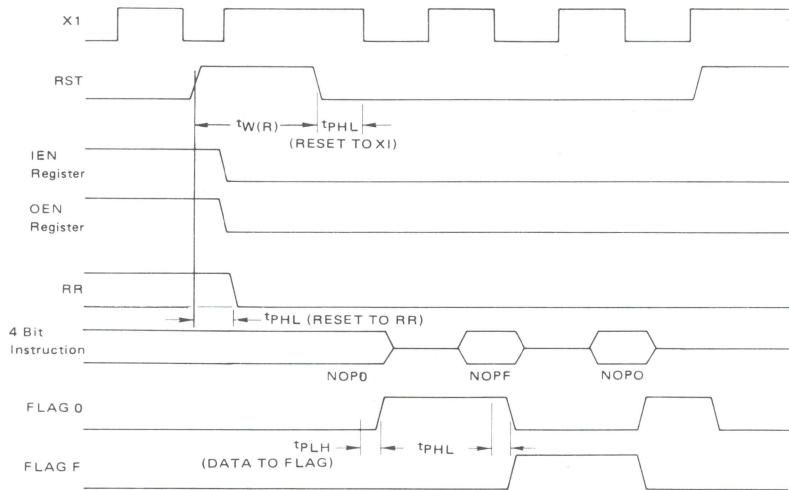 X1
RST
tW(R)
tPHL
(RESET TO XI)
IEN
Register
OEN
Register
RR
tPHL (RESET TO RR)
4 Bit
Instruction
NOP0 NOPF NOPO
FLAG 0
tPLH tPHL
(DATA TO FLAG)
FLAG F